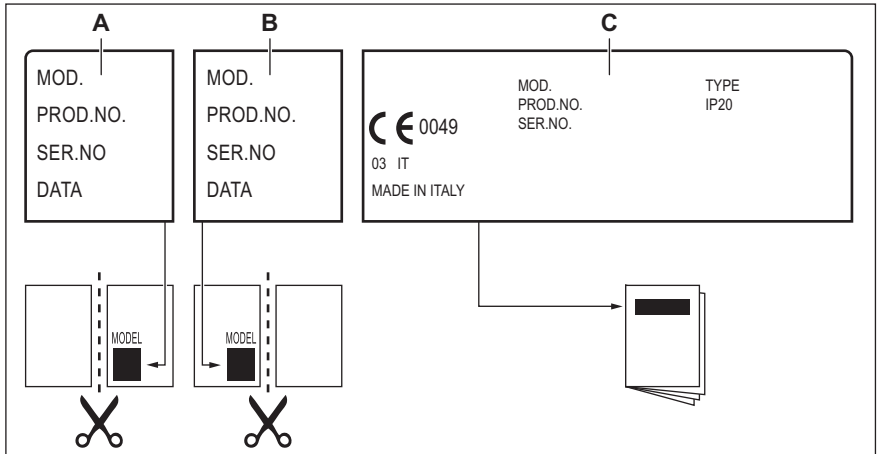 A
B
C
MOD.
PROD.NO.
SER.NO
DATA
MOD.
PROD.NO.
SER.NO
DATA
CE 0049
03 IT
MADE IN ITALY
MOD.
PROD.NO.
SER.NO.
TYPE
IP20
MODEL
MODEL